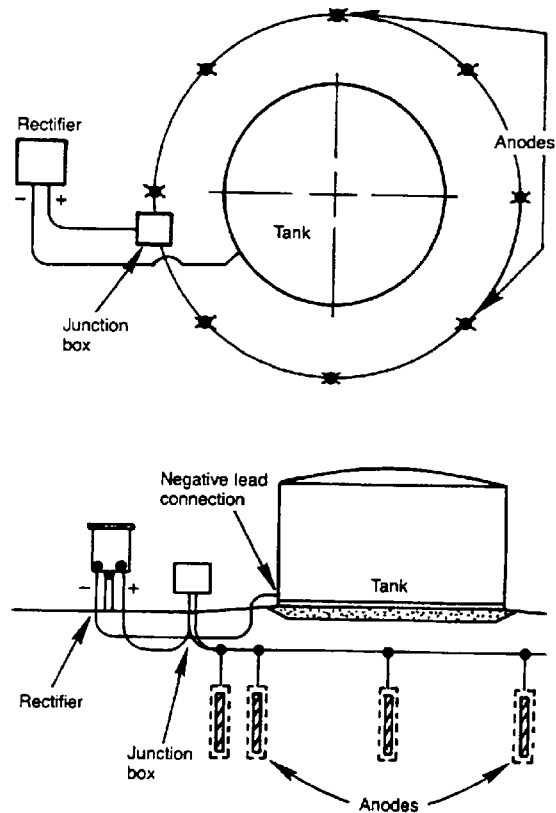 Rectifier
Anodes
− +
Tank
Junction
box
Negative lead
connection
Tank
− +
Rectifier
Junction
box
Anodes